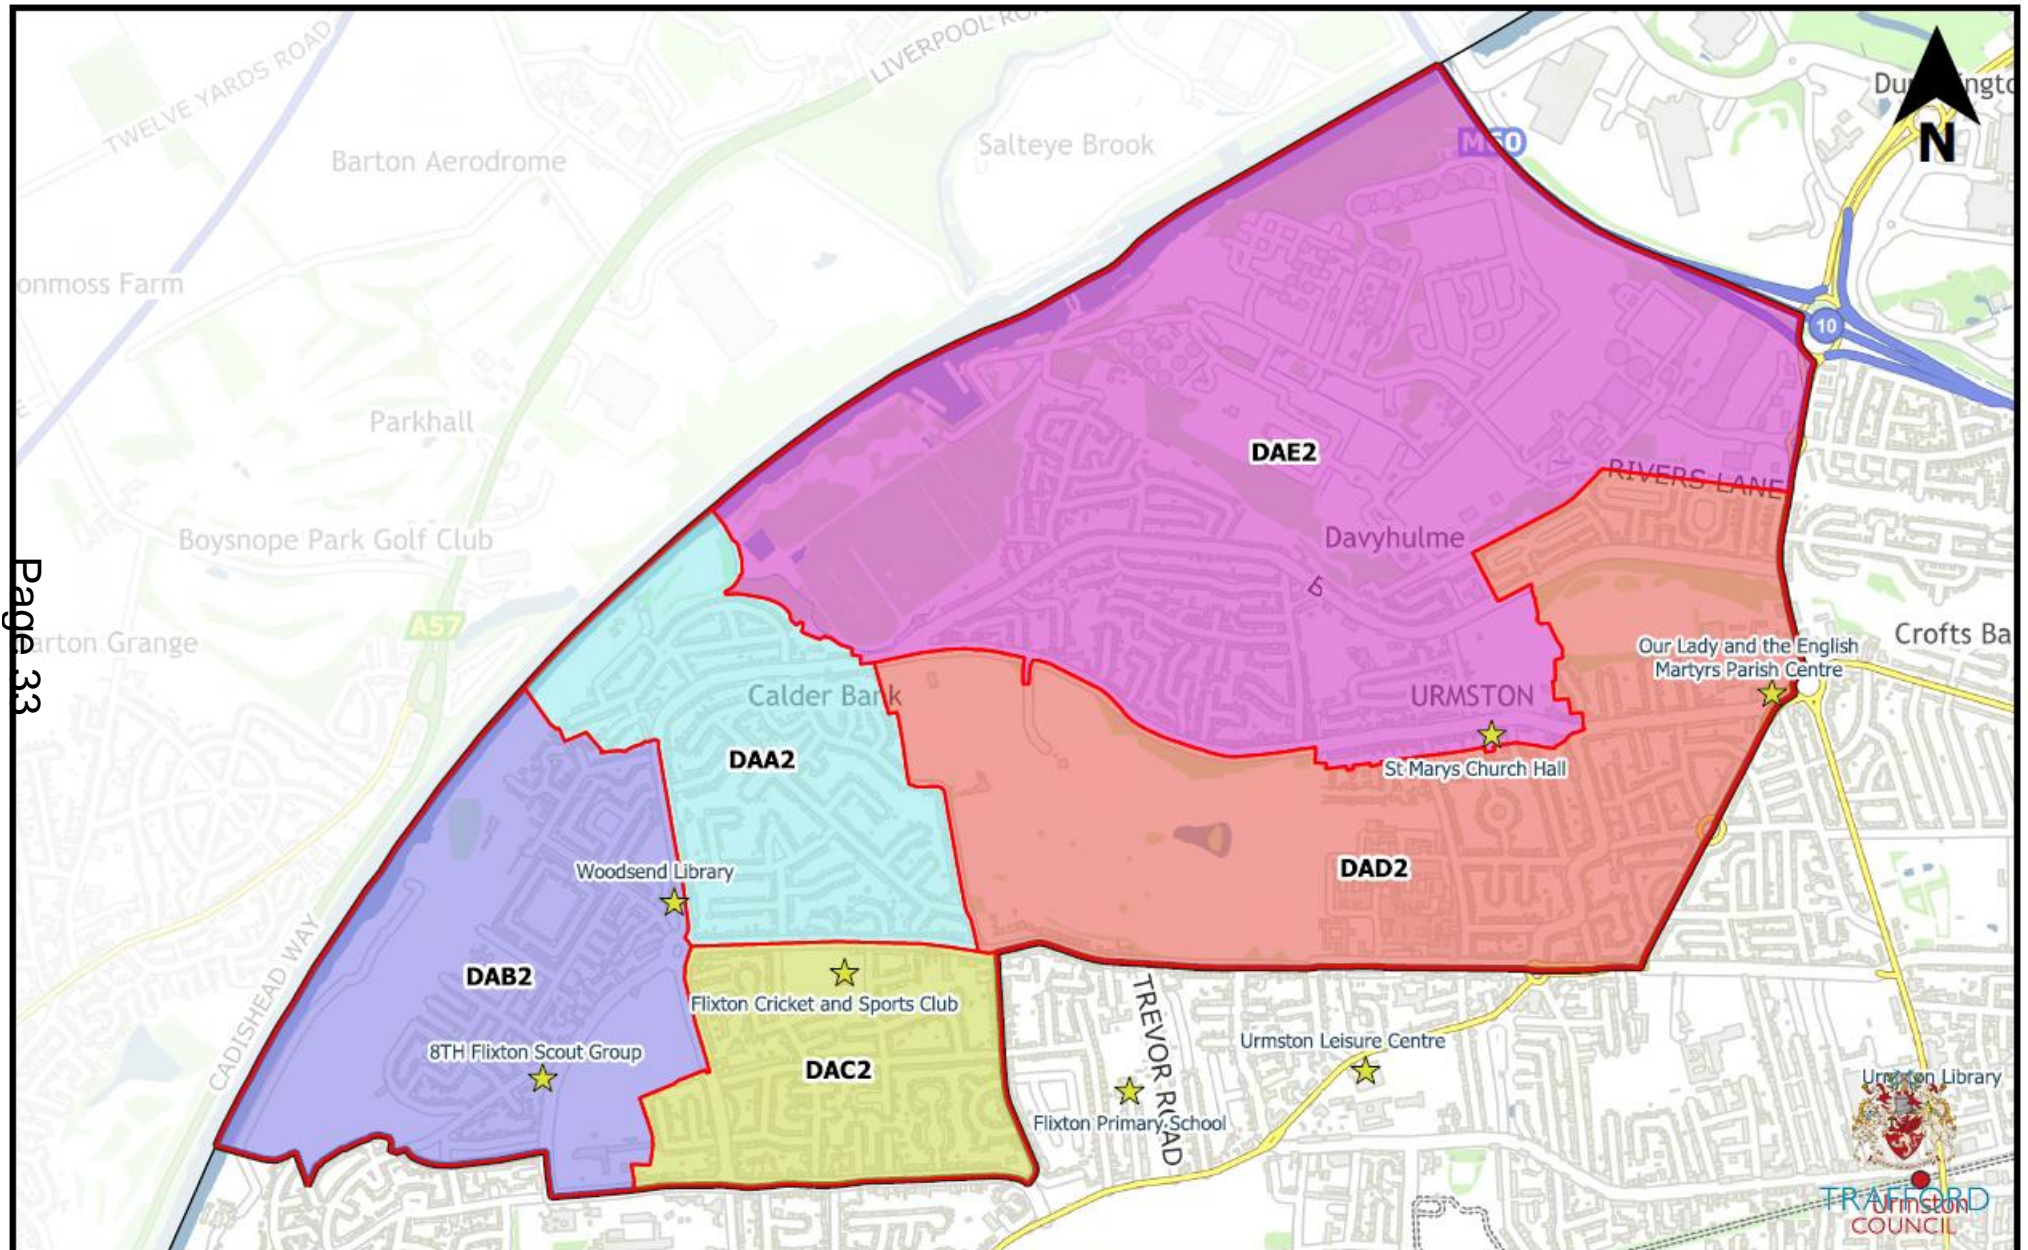 TWELVE YARDS ROAD
LIVERPOOL RO
Barton Aerodrome
Salteye Brook
M60
N
onmoss Farm
10
Parkhall
DAE2
RIVERS LANE
Boysnope Park Golf Club
Davyhulme
Page 33
A57
arton Grange
Crofts Ba
Our Lady and the English
Martyrs Parish Centre
Calder Bank
URMSTON
DAA2
St Marys Church Hall
Woodsend Library
DAD2
CADISHEAD WAY
DAB2
Flixton Cricket and Sports Club
TREVOR ROAD
8TH Flixton Scout Group
DAC2
Urmston Leisure Centre
Urmston Library
Flixton Primary School
TRAFFORD
Urmston
COUNCIL